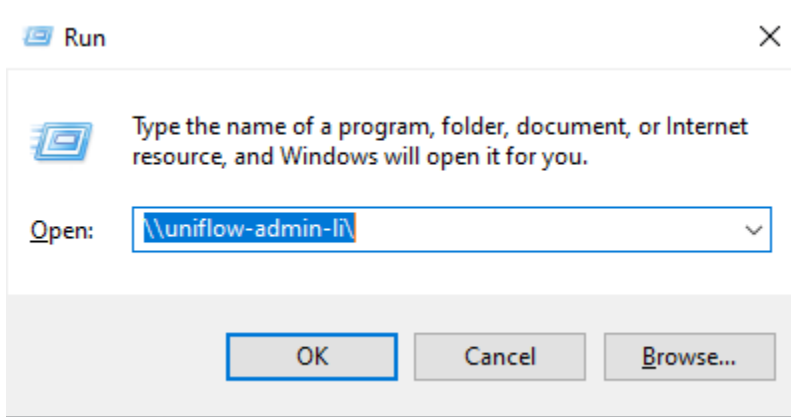 Run
Type the name of a program, folder, document, or Internet
resource, and Windows will open it for you.
Open: \\uniflow-admin-li\
OK Cancel Browse...